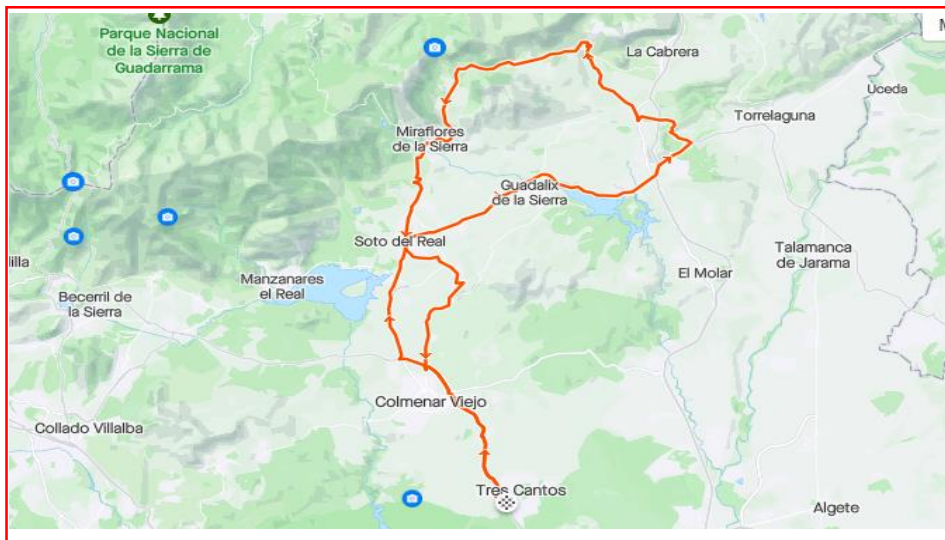 Parque Nacional
de la Sierra de
Guadarrama
M
La Cabrera
Uceda
Torrelaguna
Miraflores
de la Sierra
Guadalix
de la Sierra
Soto del Real
Talamanca
de Jarama
lilla
Manzanares
el Real
El Molar
Becerril de
la Sierra
Colmenar Viejo
Collado Villalba
Tres Cantos
Algete